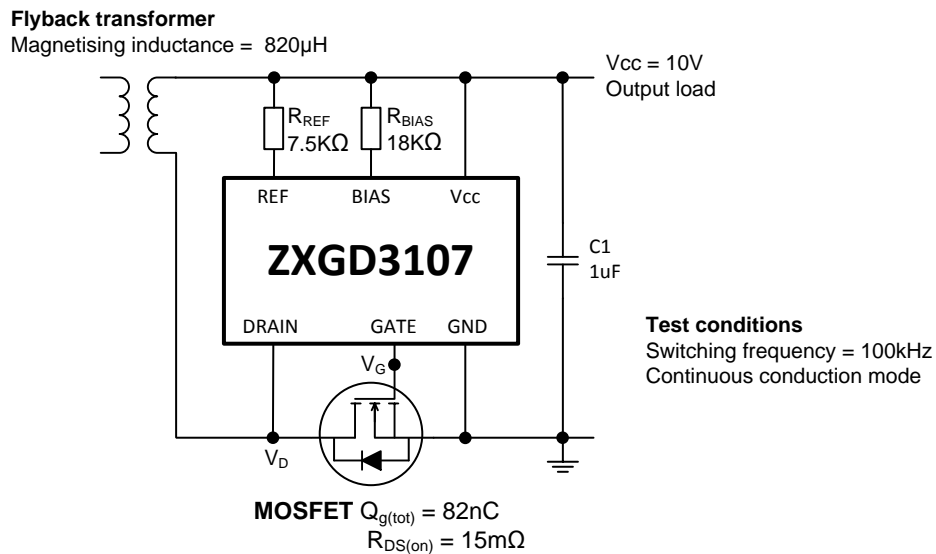 Flyback transformer
Magnetising inductance = 820µH
Vcc = 10V
Output load
R_REF
7.5KΩ
R_BIAS
18KΩ
REF BIAS Vcc
ZXGD3107
C1
1uF
DRAIN GATE GND
Test conditions
Switching frequency = 100kHz
Continuous conduction mode
V_G
V_D
MOSFET Q_g(tot) = 82nC
R_DS(on) = 15mΩ